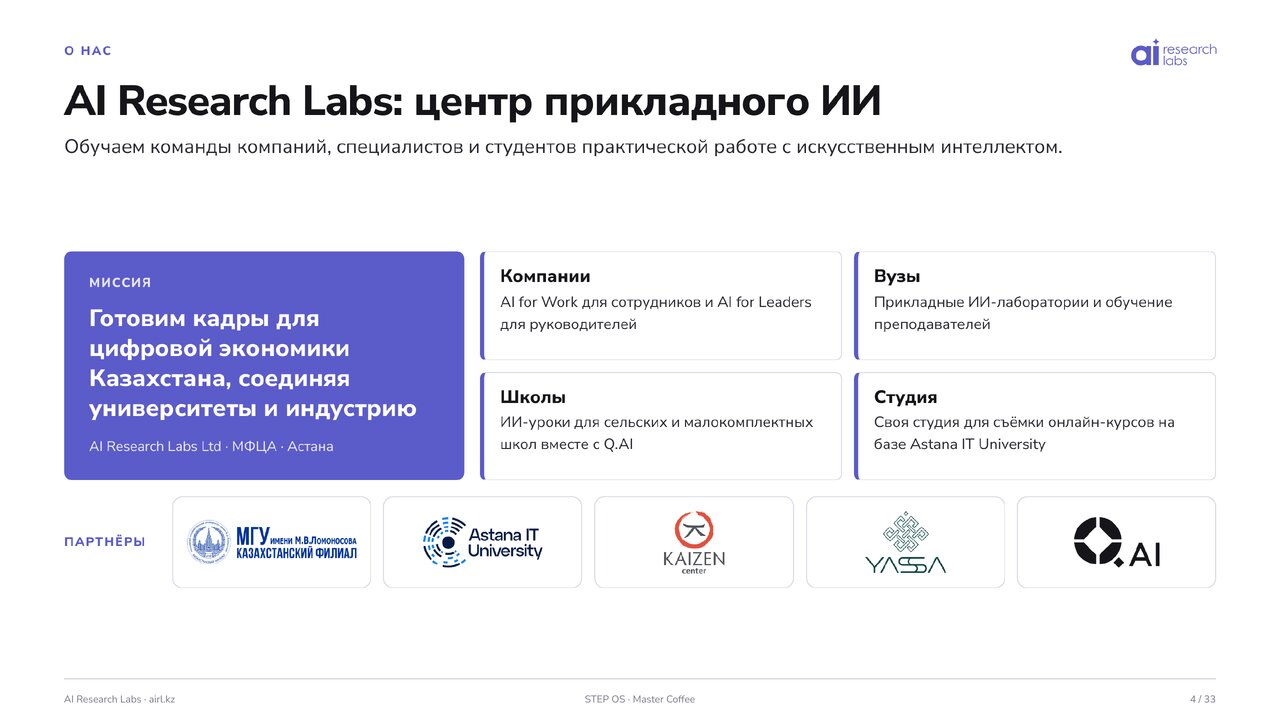 О НАС
ai research labs
AI Research Labs: центр прикладного ИИ
Обучаем команды компаний, специалистов и студентов практической работе с искусственным интеллектом.
МИССИЯ
Готовим кадры для
цифровой экономики
Казахстана, соединяя
университеты и индустрию
AI Research Labs Ltd · МФЦА · Астана
Компании
AI for Work для сотрудников и AI for Leaders
для руководителей
Вузы
Прикладные ИИ-лаборатории и обучение
преподавателей
Школы
ИИ-уроки для сельских и малокомплектных
школ вместе с Q.AI
Студия
Своя студия для съёмки онлайн-курсов на
базе Astana IT University
ПАРТНЁРЫ
МГУ ИМЕНИ М.В.ЛОМОНОСОВА
КАЗАХСТАНСКИЙ ФИЛИАЛ
Astana IT
University
KAIZEN
center
YASSA
Q.AI
AI Research Labs · airl.kz
STEP OS · Master Coffee
4 / 33